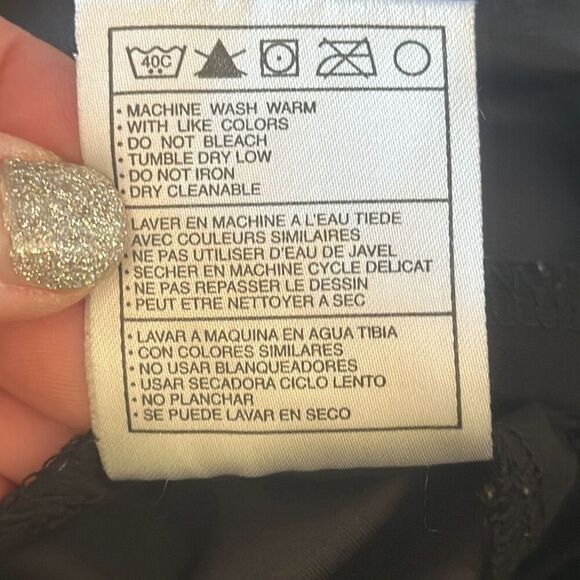 40C
• MACHINE WASH WARM
• WITH LIKE COLORS
• DO NOT BLEACH
• TUMBLE DRY LOW
• DO NOT IRON
• DRY CLEANABLE
LAVER EN MACHINE A L'EAU TIEDE
AVEC COULEURS SIMILAIRES
• NE PAS UTILISER D'EAU DE JAVEL
• SECHER EN MACHINE CYCLE DELICAT
• NE PAS REPASSER LE DESSIN
• PEUT ETRE NETTOYER A SEC
• LAVAR A MAQUINA EN AGUA TIBIA
• CON COLORES SIMILARES
• NO USAR BLANQUEADORES
• USAR SECADORA CICLO LENTO
• NO PLANCHAR
• SE PUEDE LAVAR EN SECO